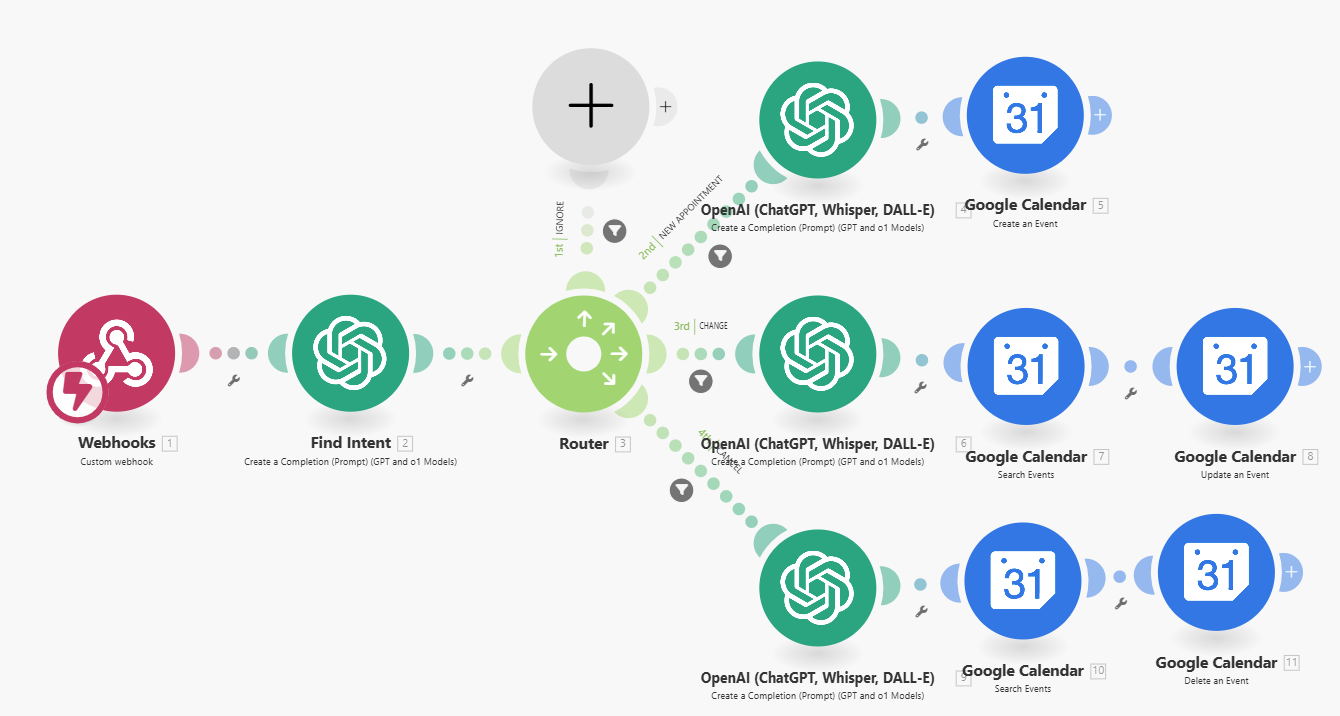 1st | IGNORE
2nd | NEW APPOINTMENT
OpenAI (ChatGPT, Whisper, DALL-E) 4
Create a Completion (Prompt) (GPT and o1 Models)
31
Google Calendar 5
Create an Event
Webhooks 1
Custom webhook
Find Intent 2
Create a Completion (Prompt) (GPT and o1 Models)
Router 3
3rd | CHANGE
OpenAI (ChatGPT, Whisper, DALL-E) 6
Create a Completion (Prompt) (GPT and o1 Models)
31
Google Calendar 7
Search Events
31
Google Calendar 8
Update an Event
4th | CANCEL
OpenAI (ChatGPT, Whisper, DALL-E) 9
Create a Completion (Prompt) (GPT and o1 Models)
31
Google Calendar 10
Search Events
31
Google Calendar 11
Delete an Event